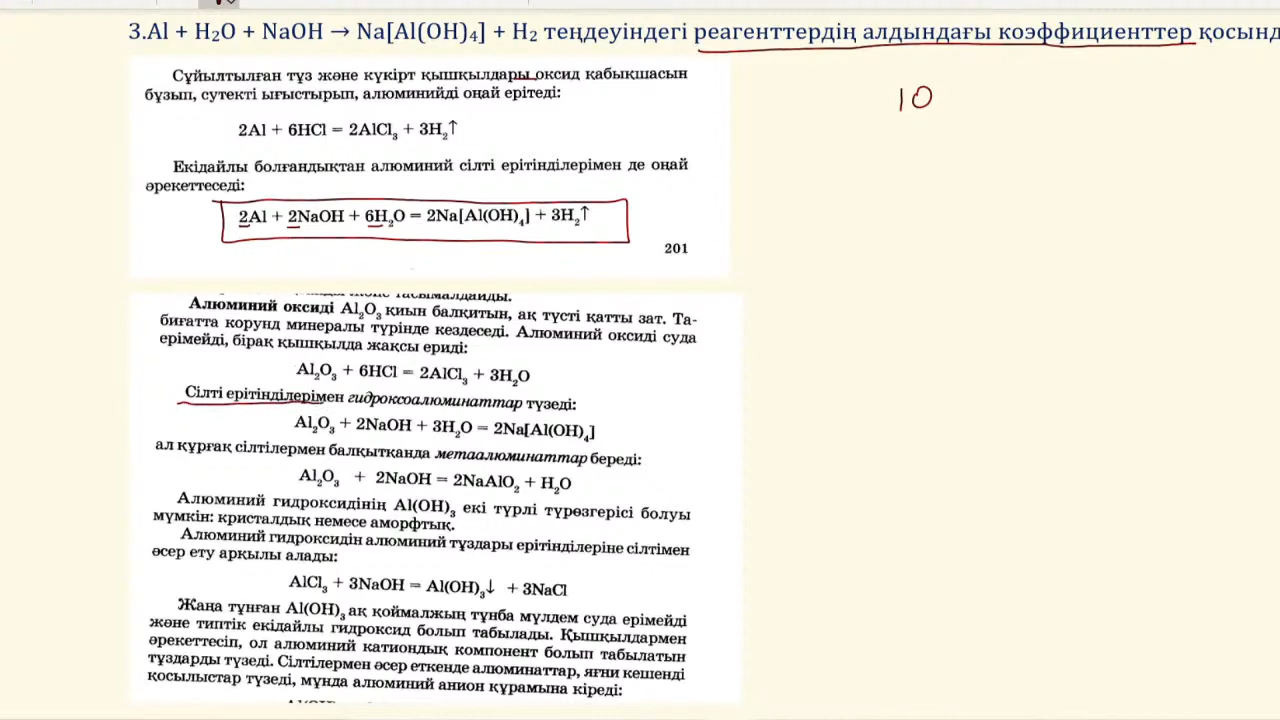 3.Al + H₂O + NaOH → Na[Al(OH)₄] + H₂ теңдеуіндегі реагенттердің алдындағы коэффициенттер қосынд
Сұйылтылған тұз және күкірт қышқылдары оксид қабықшасын
бұзып, сутекті ығыстырып, алюминийді оңай ерітеді:
10
2Al + 6HCl = 2AlCl₃ + 3H₂↑
Екідайлы болғандықтан алюминий сілті ерітінділерімен де оңай
әрекеттеседі:
2Al + 2NaOH + 6H₂O = 2Na[Al(OH)₄] + 3H₂↑
201
тасымалдайды.
Алюминий оксиді Al₂O₃ қиын балқитын, ақ түсті қатты зат. Та-
биғатта корунд минералы түрінде кездеседі. Алюминий оксиді суда
ерімейді, бірақ қышқылда жақсы ериді:
Al₂O₃ + 6HCl = 2AlCl₃ + 3H₂O
Сілті ерітінділерімен гидроксоалюминаттар түзеді:
Al₂O₃ + 2NaOH + 3H₂O = 2Na[Al(OH)₄]
ал құрғақ сілтілермен балқытқанда метаалюминаттар береді:
Al₂O₃ + 2NaOH = 2NaAlO₂ + H₂O
Алюминий гидроксидінің Al(OH)₃ екі түрлі түрөзгерісі болуы
мүмкін: кристалдық немесе аморфтық.
Алюминий гидроксидін алюминий тұздары ерітінділеріне сілтімен
әсер ету арқылы алады:
AlCl₃ + 3NaOH = Al(OH)₃↓ + 3NaCl
Жаңа тұнған Al(OH)₃ ақ қоймалжың тұнба мүлдем суда ерімейді
және типтік екідайлы гидроксид болып табылады. Қышқылдармен
әрекеттесіп, ол алюминий катиондық компонент болып табылатын
тұздарды түзеді. Сілтілермен әсер еткенде алюминаттар, яғни кешенді
қосылыстар түзеді, мұнда алюминий анион құрамына кіреді: